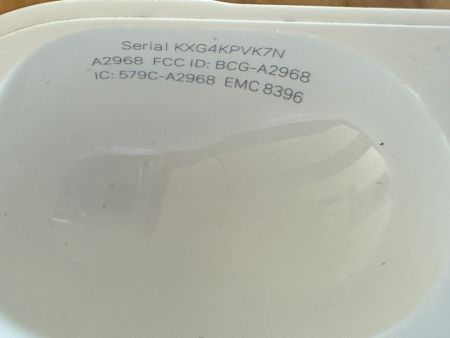 Serial KXG4KPVK7N
A2968 FCC ID: BCG-A2968
IC: 579C-A2968 EMC 8396